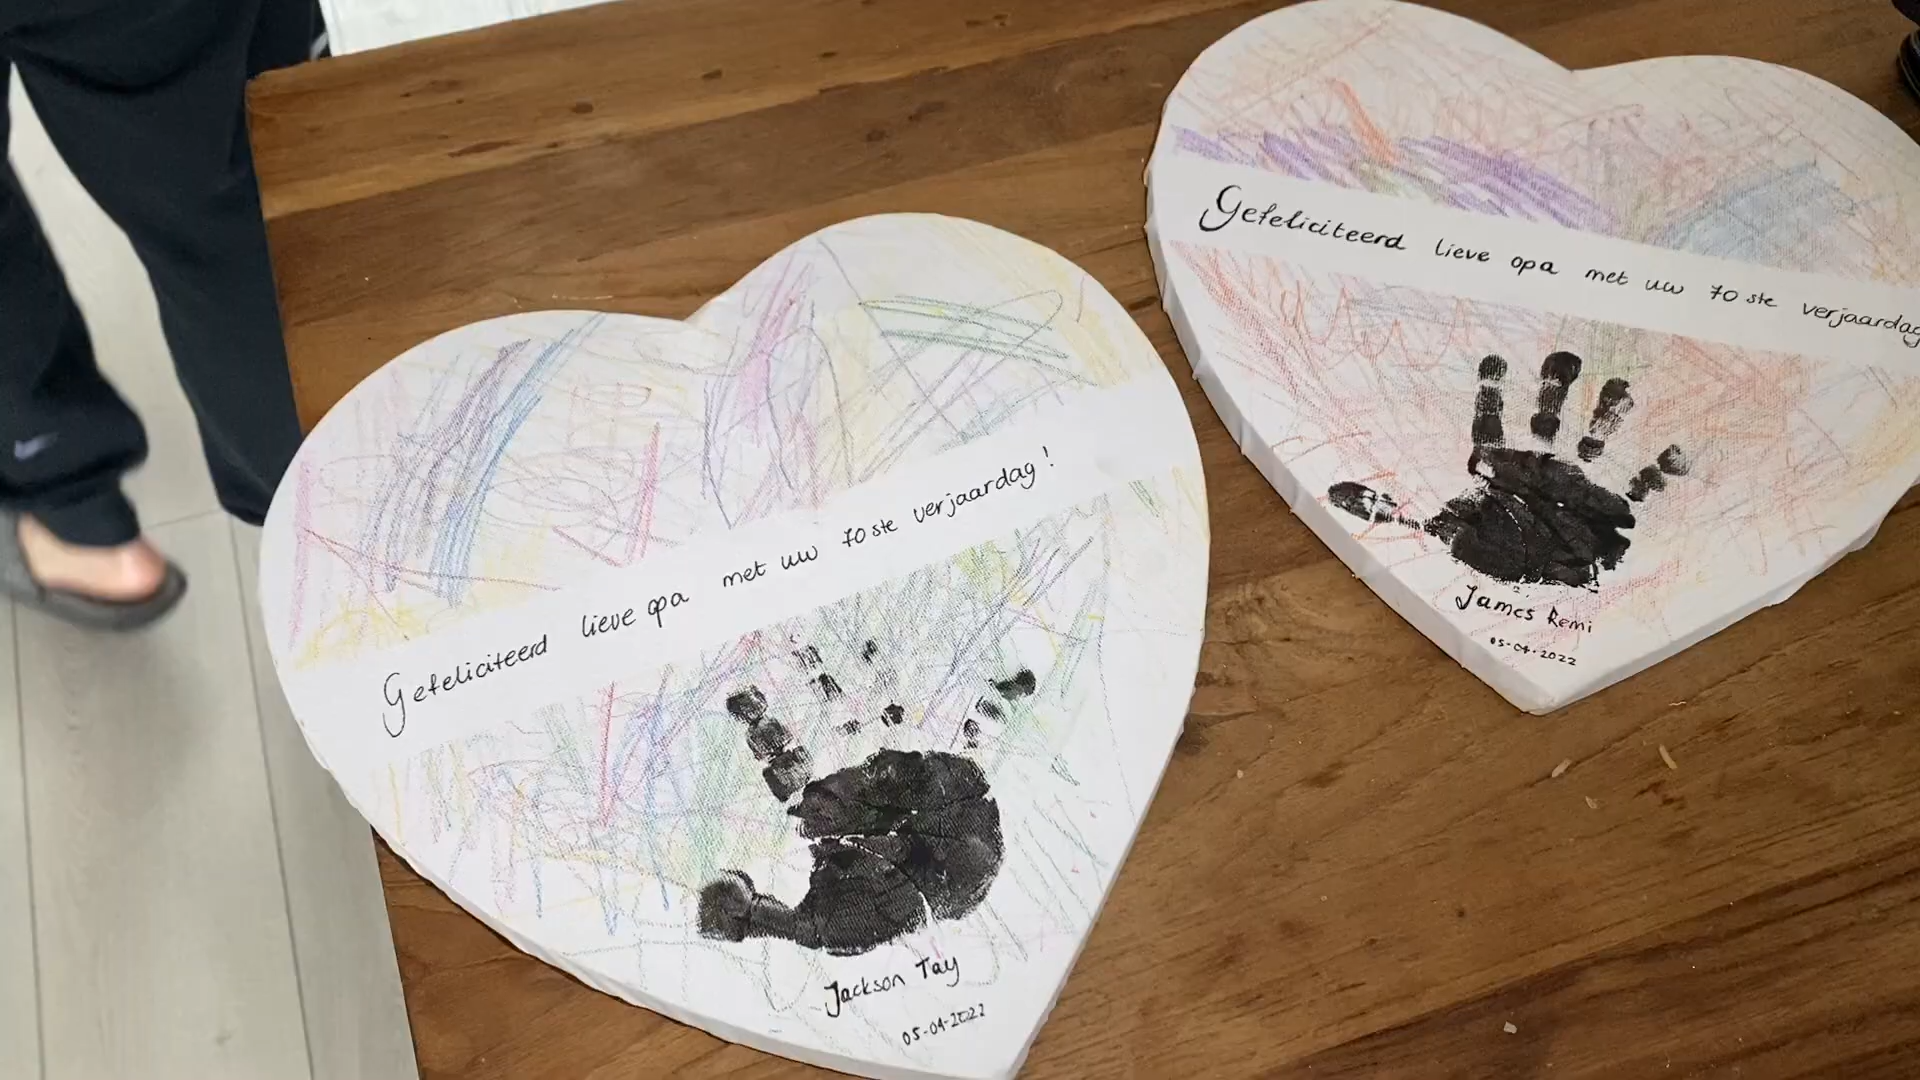 Gefeliciteerd lieve opa met uw 70ste verjaardag!
Jackson Tay
05-04-2022
Gefeliciteerd lieve opa met uw 70ste verjaardag
James Remi
05-04-2022